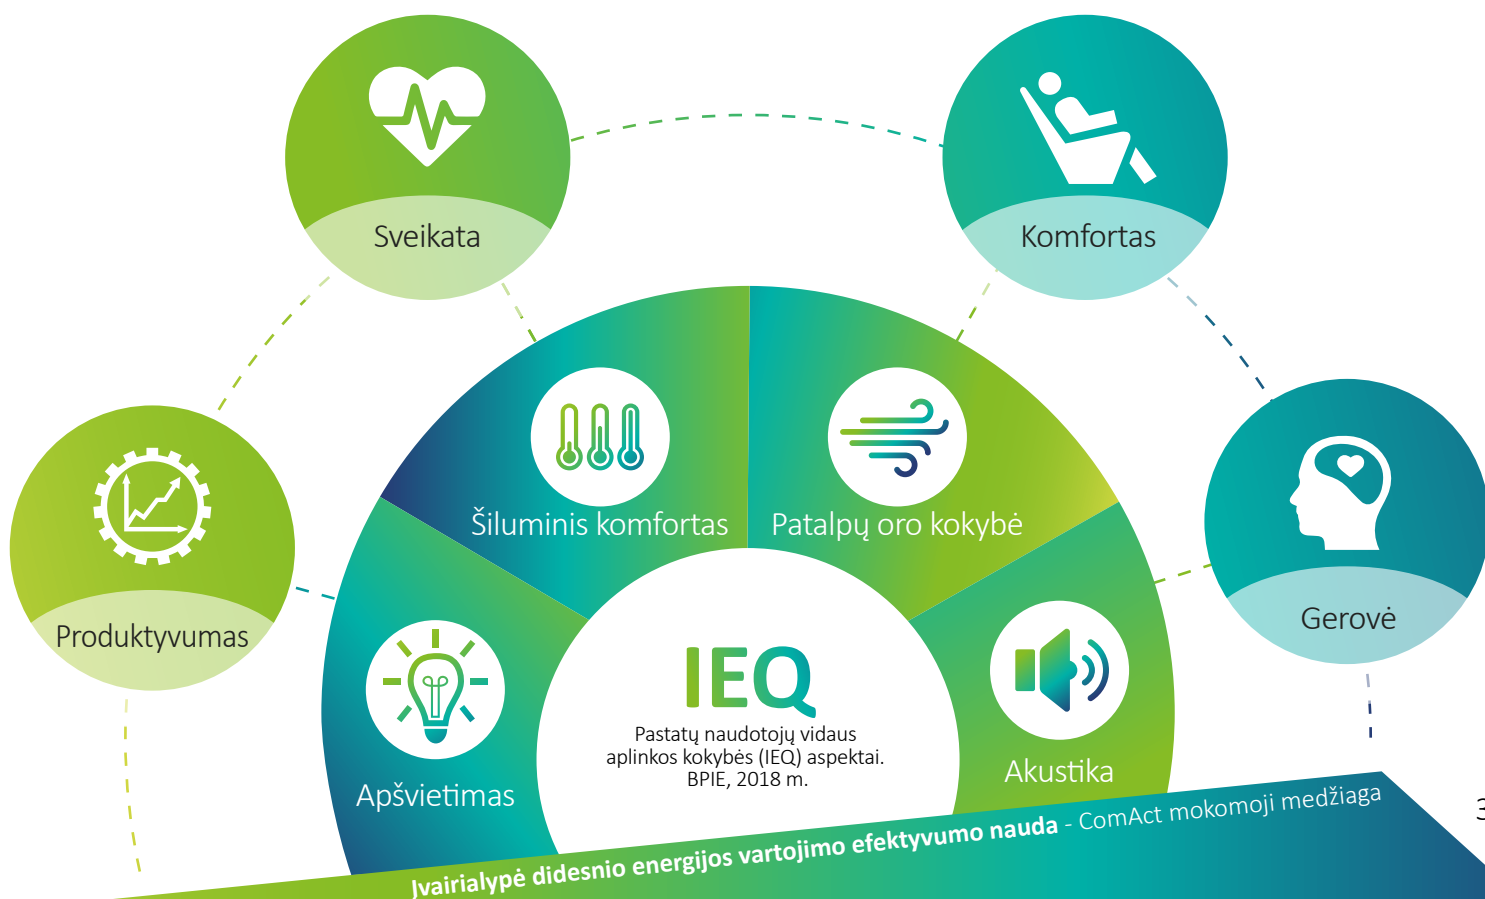 Sveikata
Komfortas
Šiluminis komfortas
Patalpų oro kokybė
Produktyvumas
Gerovė
IEQ
Pastatų naudotojų vidaus
aplinkos kokybės (IEQ) aspektai.
BPIE, 2018 m.
Apšvietimas
Akustika
Įvairialypė didesnio energijos vartojimo efektyvumo nauda - ComAct mokomoji medžiaga